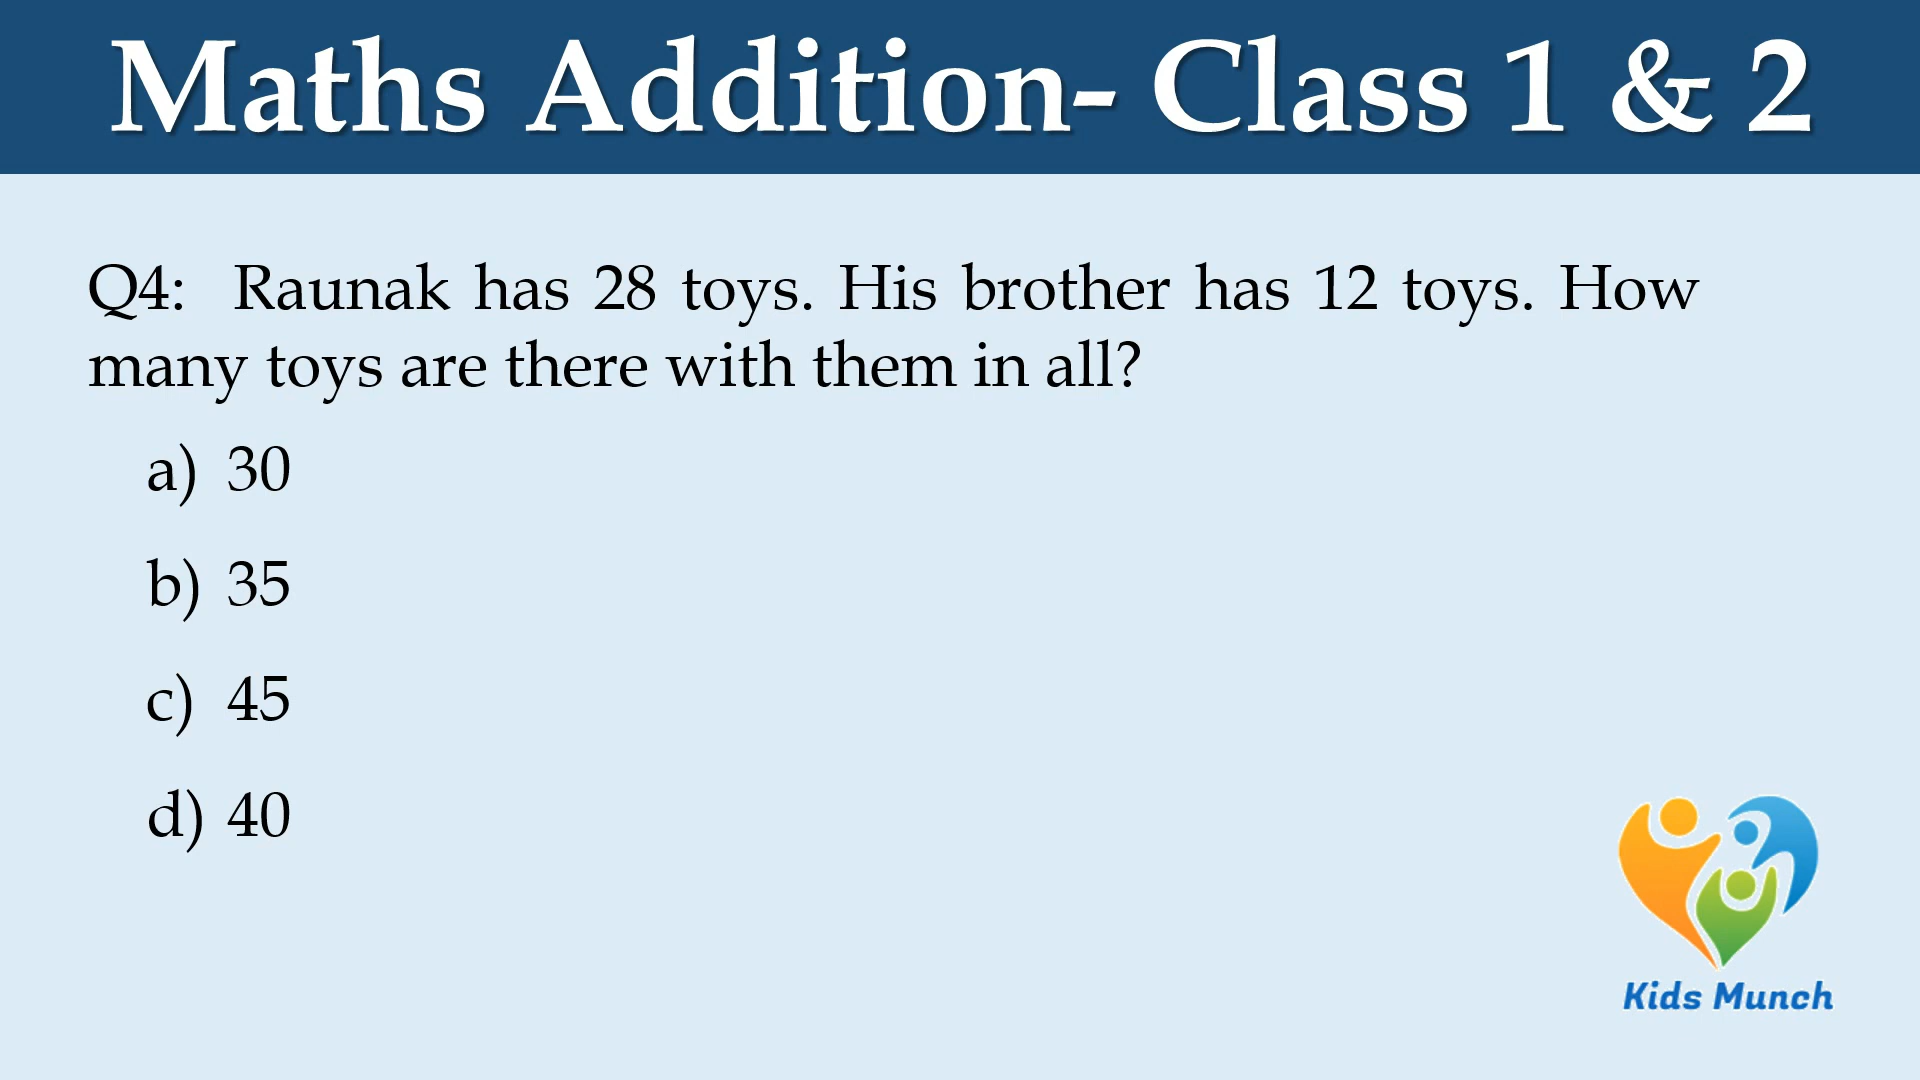 Maths Addition- Class 1 & 2
Q4: Raunak has 28 toys. His brother has 12 toys. How
many toys are there with them in all?
a) 30
b) 35
c) 45
d) 40
Kids Munch